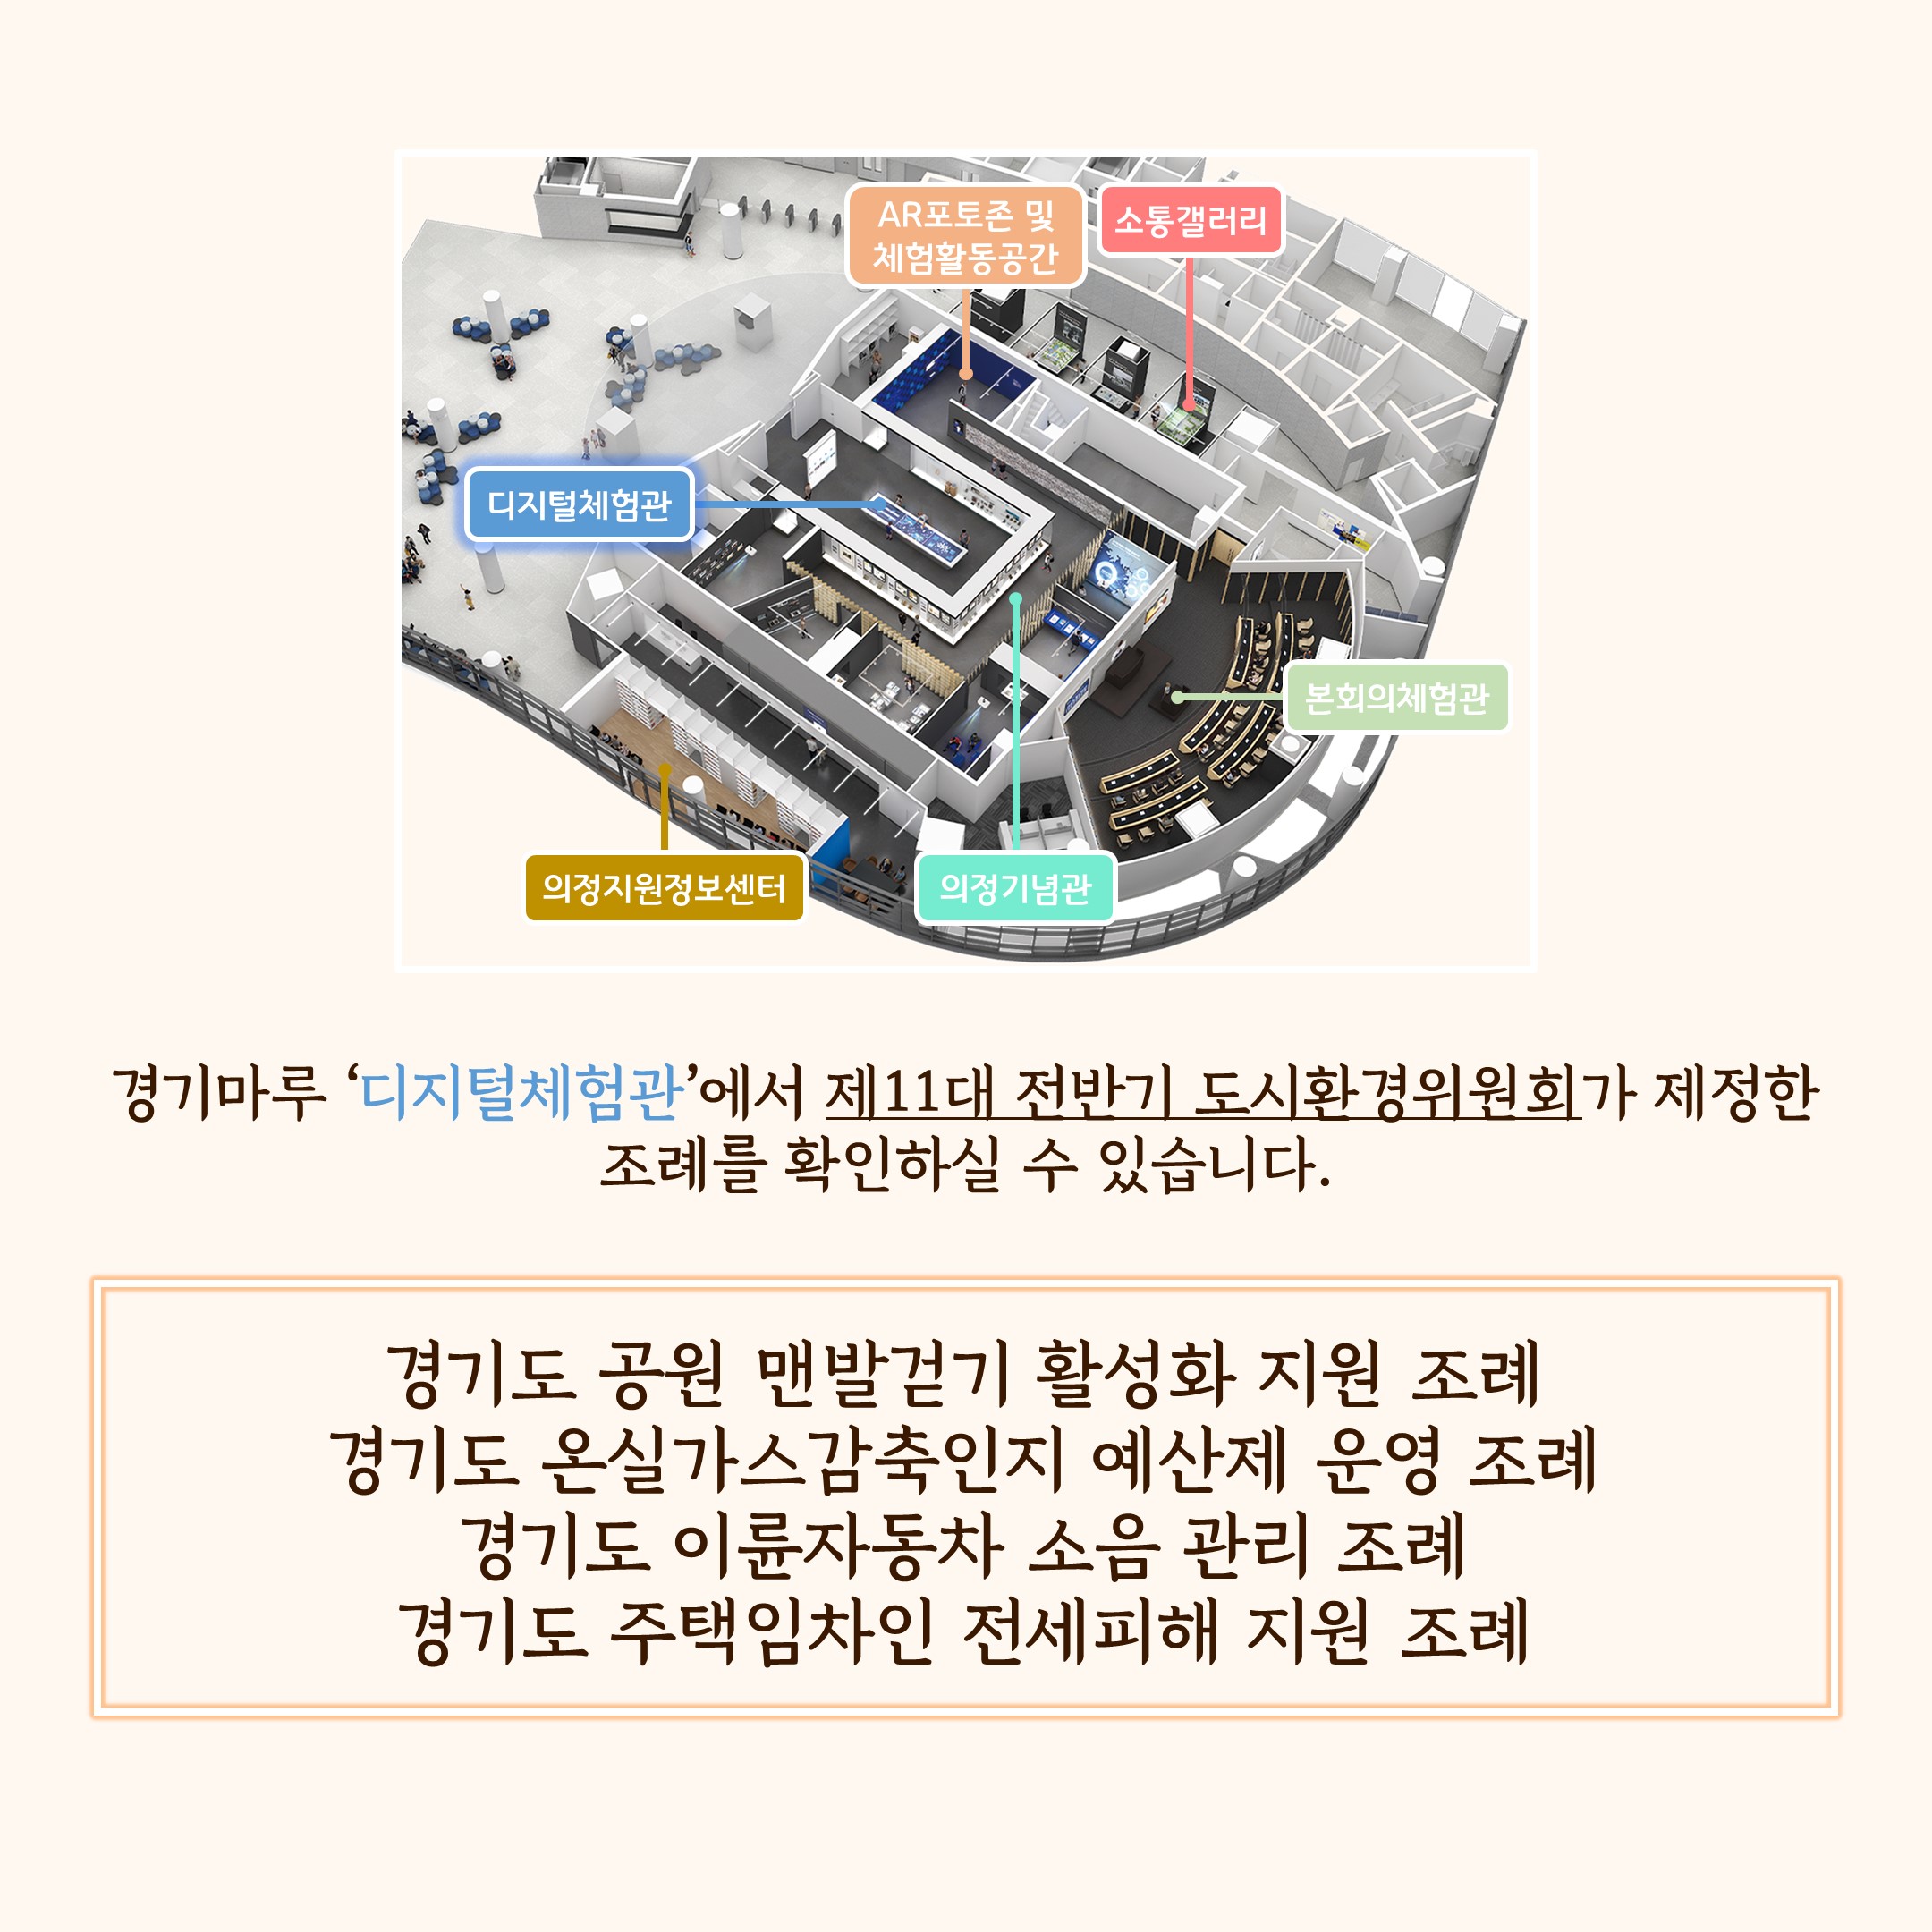 AR포토존 및
체험활동공간
소통갤러리
디지털체험관
본회의체험관
의정지원정보센터
의정기념관
경기마루 ‘디지털체험관’에서 제11대 전반기 도시환경위원회가 제정한
조례를 확인하실 수 있습니다.
경기도 공원 맨발걷기 활성화 지원 조례
경기도 온실가스감축인지 예산제 운영 조례
경기도 이륜자동차 소음 관리 조례
경기도 주택임차인 전세피해 지원 조례